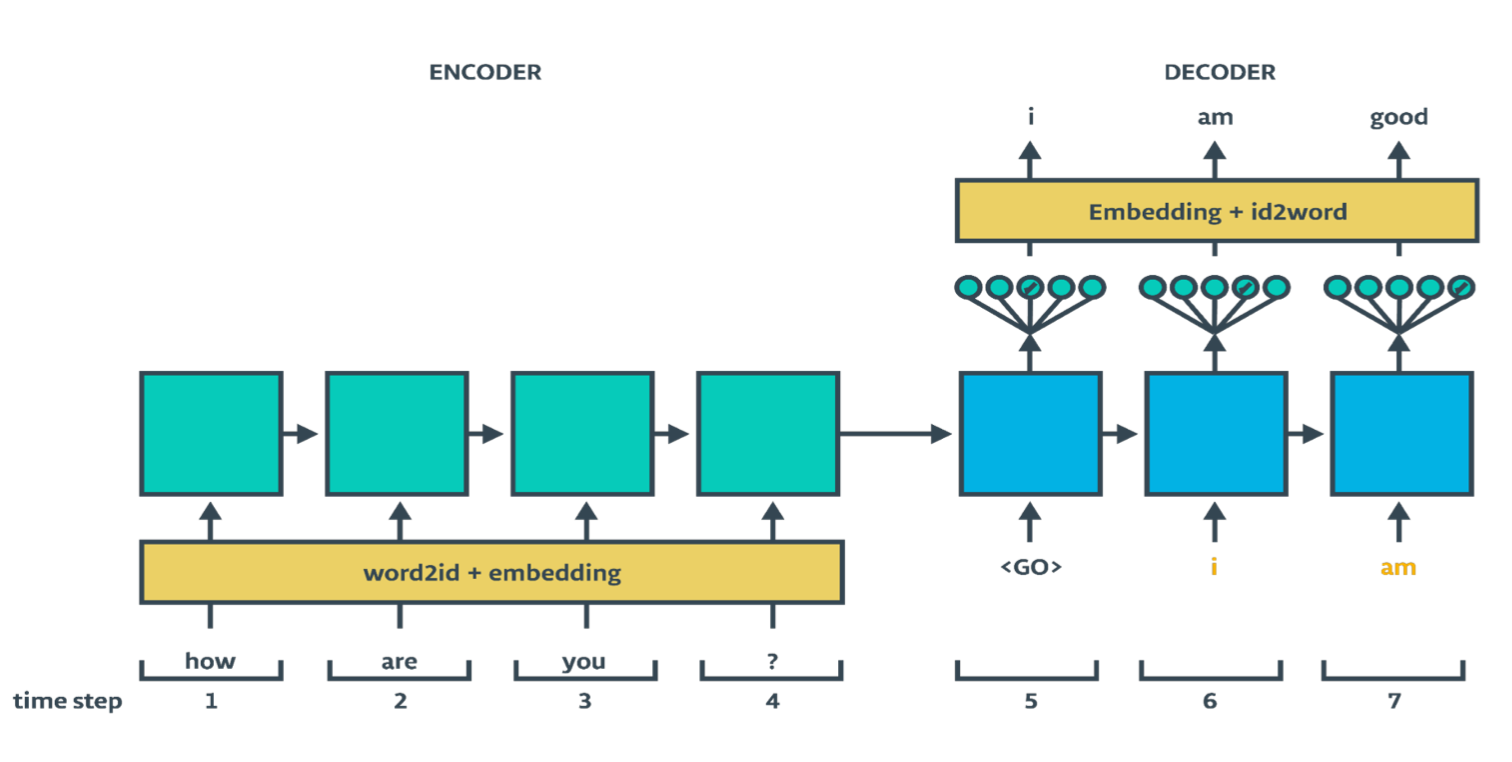 ENCODER DECODER
i am good
Embedding + id2word
word2id + embedding
<GO> i am
how are you ?
time step 1 2 3 4 5 6 7